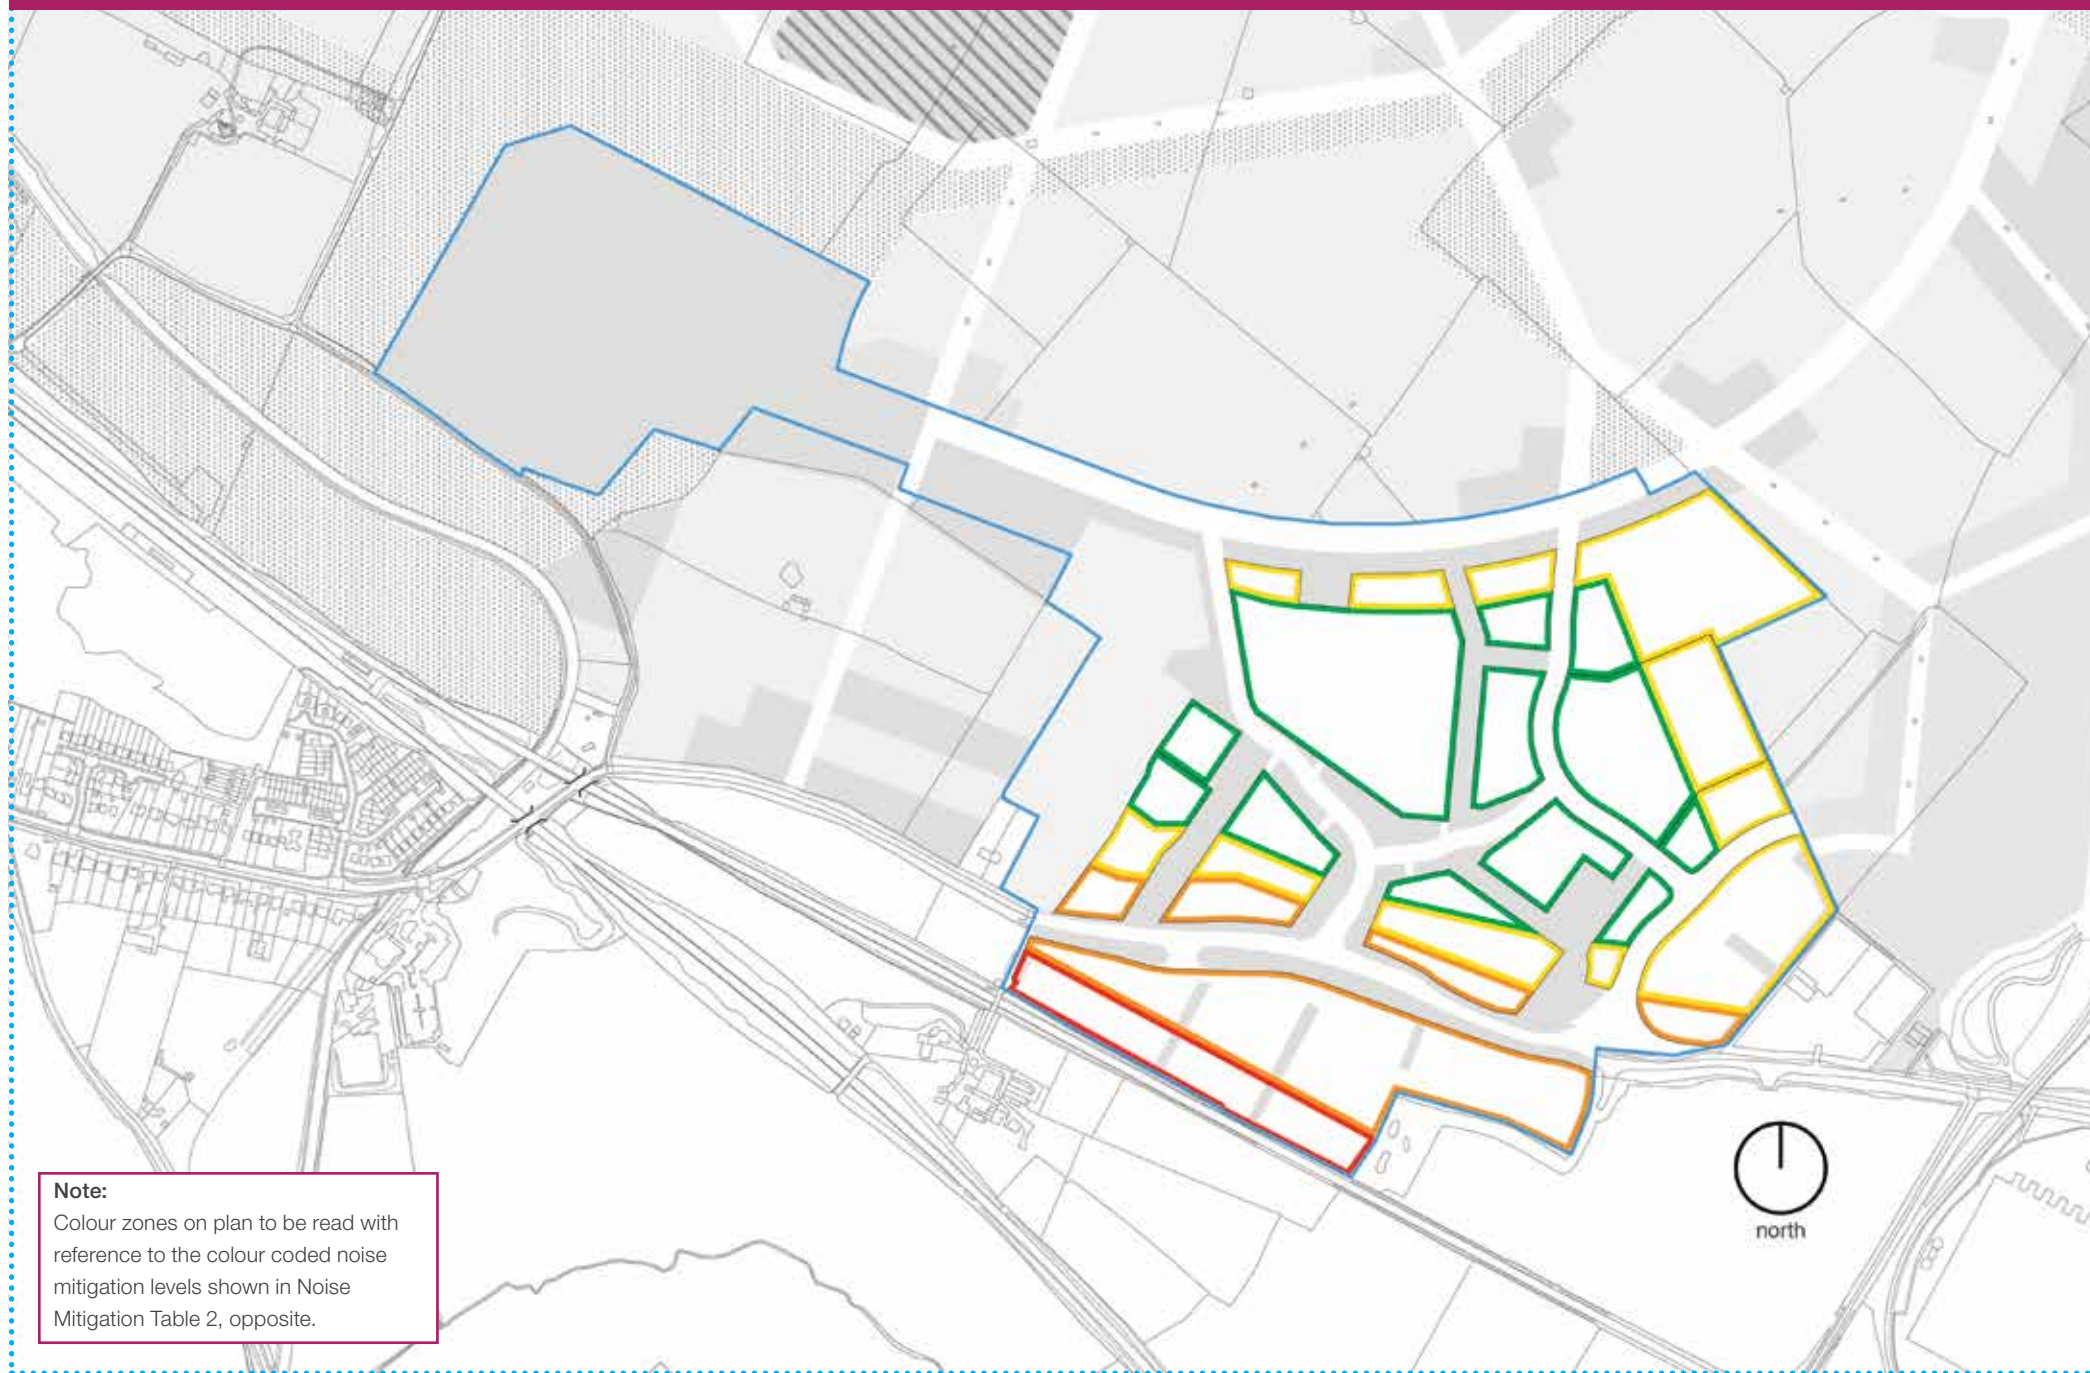 north
Note:
Colour zones on plan to be read with
reference to the colour coded noise
mitigation levels shown in Noise
Mitigation Table 2, opposite.